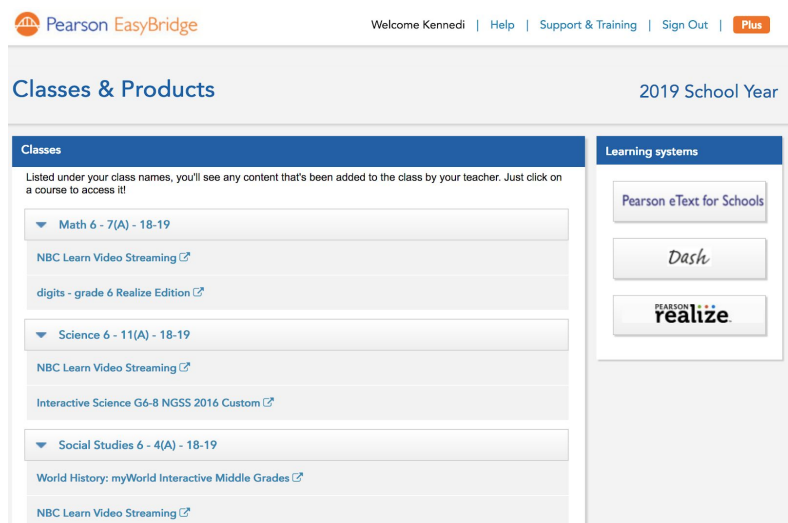 Pearson EasyBridge
Welcome Kennedi | Help | Support & Training | Sign Out | Plus
Classes & Products
2019 School Year
Classes
Listed under your class names, you'll see any content that's been added to the class by your teacher. Just click on
a course to access it!
Math 6 - 7(A) - 18-19
NBC Learn Video Streaming
digits - grade 6 Realize Edition
Science 6 - 11(A) - 18-19
NBC Learn Video Streaming
Interactive Science G6-8 NGSS 2016 Custom
Social Studies 6 - 4(A) - 18-19
World History: myWorld Interactive Middle Grades
NBC Learn Video Streaming
Learning systems
Pearson eText for Schools
Dash
PEARSON
realize.